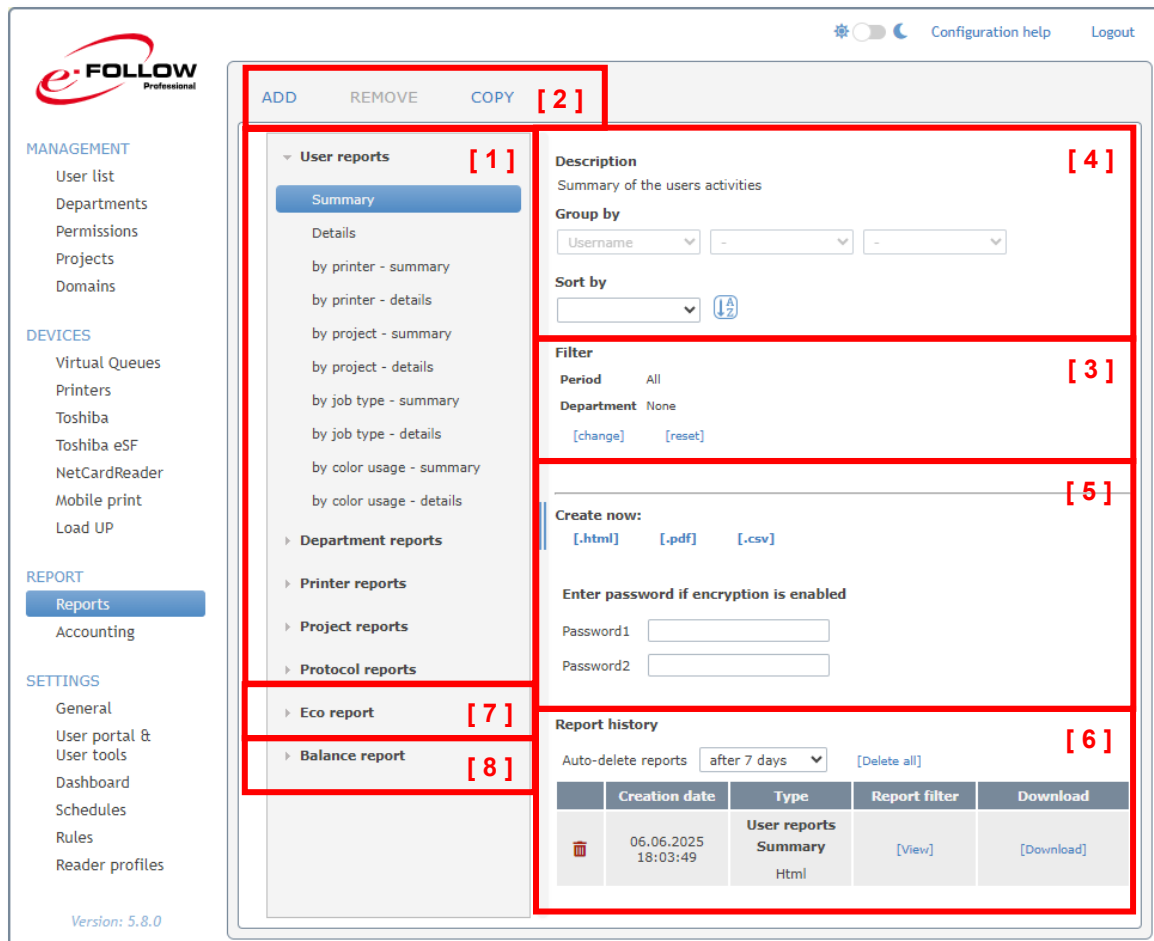 Configuration help
Logout
e-FOLLOW
Professional
ADD REMOVE COPY [ 2 ]
MANAGEMENT
User list
Departments
Permissions
Projects
Domains
DEVICES
Virtual Queues
Printers
Toshiba
Toshiba eSF
NetCardReader
Mobile print
Load UP
REPORT
Reports
Accounting
SETTINGS
General
User portal &
User tools
Dashboard
Schedules
Rules
Reader profiles
Version: 5.8.0
User reports [ 1 ]
Summary
Details
by printer - summary
by printer - details
by project - summary
by project - details
by job type - summary
by job type - details
by color usage - summary
by color usage - details
Department reports
Printer reports
Project reports
Protocol reports
Eco report [ 7 ]
Balance report [ 8 ]
Description [ 4 ]
Summary of the users activities
Group by
Username - -
Sort by
A
Z
Filter [ 3 ]
Period All
Department None
[change] [reset]
[ 5 ]
Create now:
[.html] [.pdf] [.csv]
Enter password if encryption is enabled
Password1
Password2
Report history [ 6 ]
Auto-delete reports after 7 days [Delete all]
Creation date Type Report filter Download
06.06.2025
18:03:49
User reports
Summary
Html
[View] [Download]